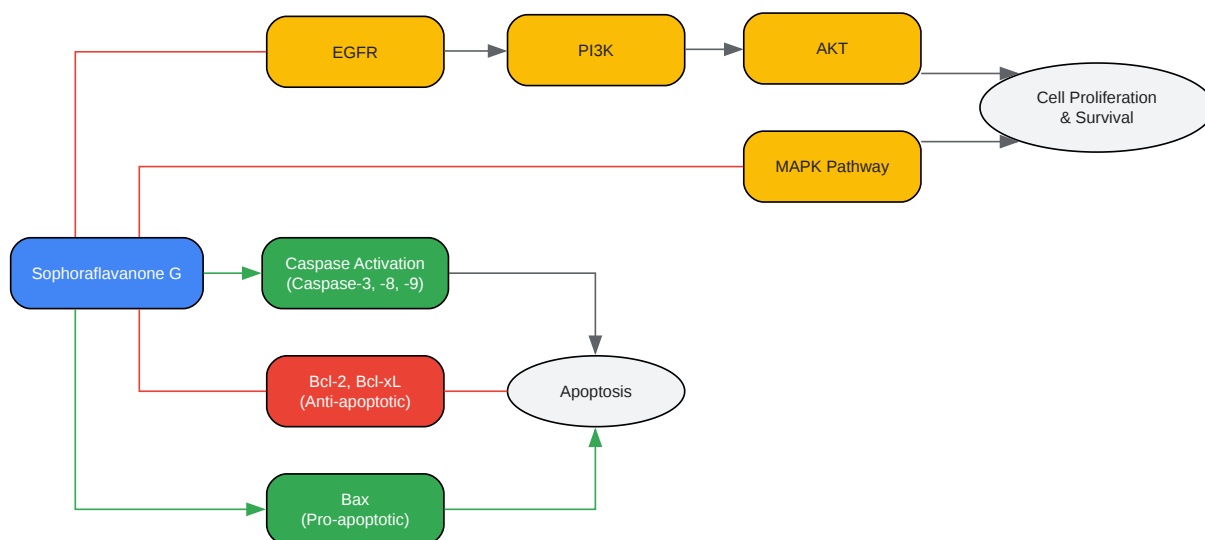 EGFR
PI3K
AKT
Cell Proliferation
& Survival
MAPK Pathway
Sophoraflavanone G
Caspase Activation
(Caspase-3, -8, -9)
Bcl-2, Bcl-xL
(Anti-apoptotic)
Apoptosis
Bax
(Pro-apoptotic)